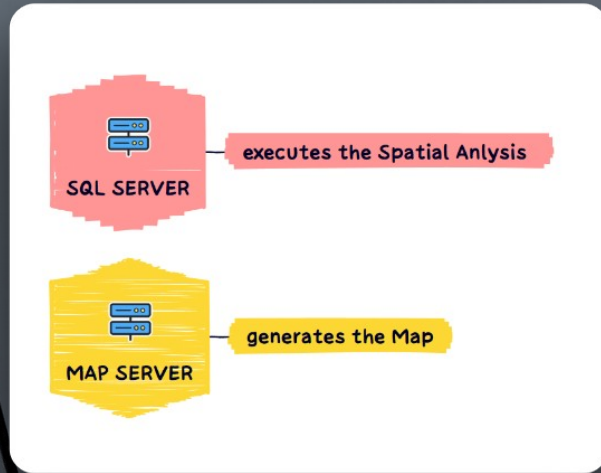 SQL SERVER
executes the Spatial Anlysis
MAP SERVER
generates the Map